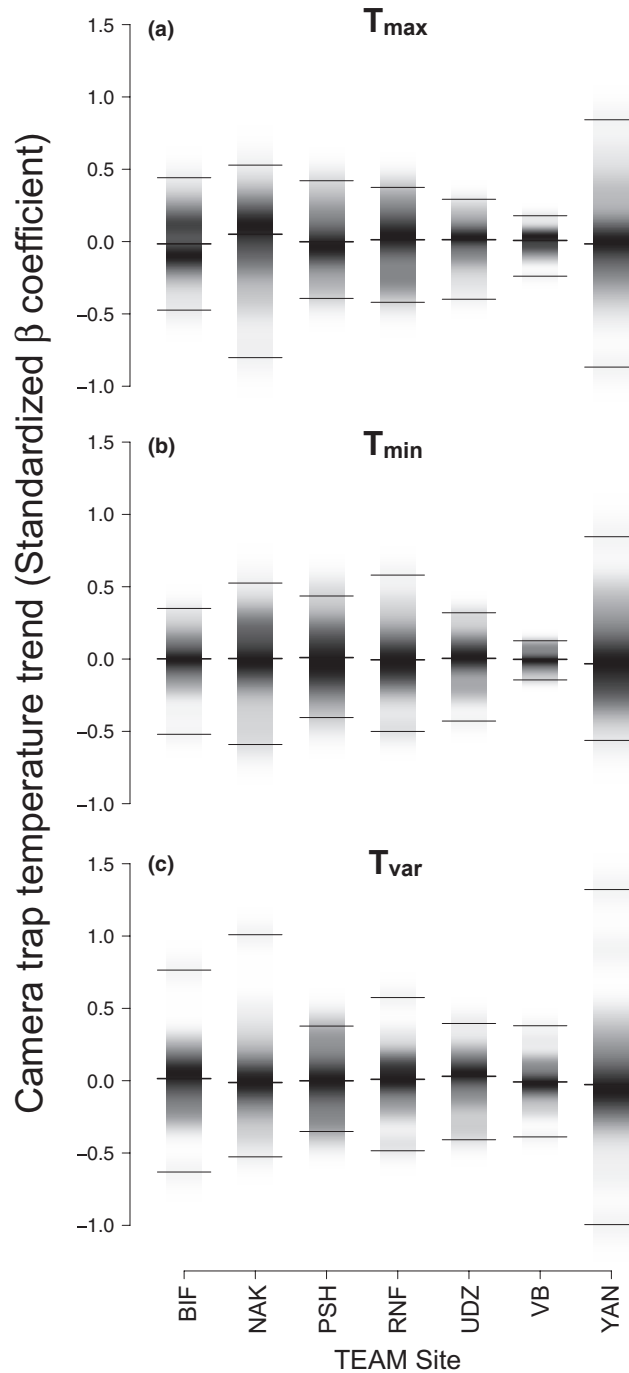 Camera trap temperature trend (Standardized β coefficient)
(a)
Tmax
1.5
1.0
0.5
0.0
−0.5
−1.0
(b)
Tmin
1.5
1.0
0.5
0.0
−0.5
−1.0
(c)
Tvar
1.5
1.0
0.5
0.0
−0.5
−1.0
BIF
NAK
PSH
RNF
UDZ
VB
YAN
TEAM Site